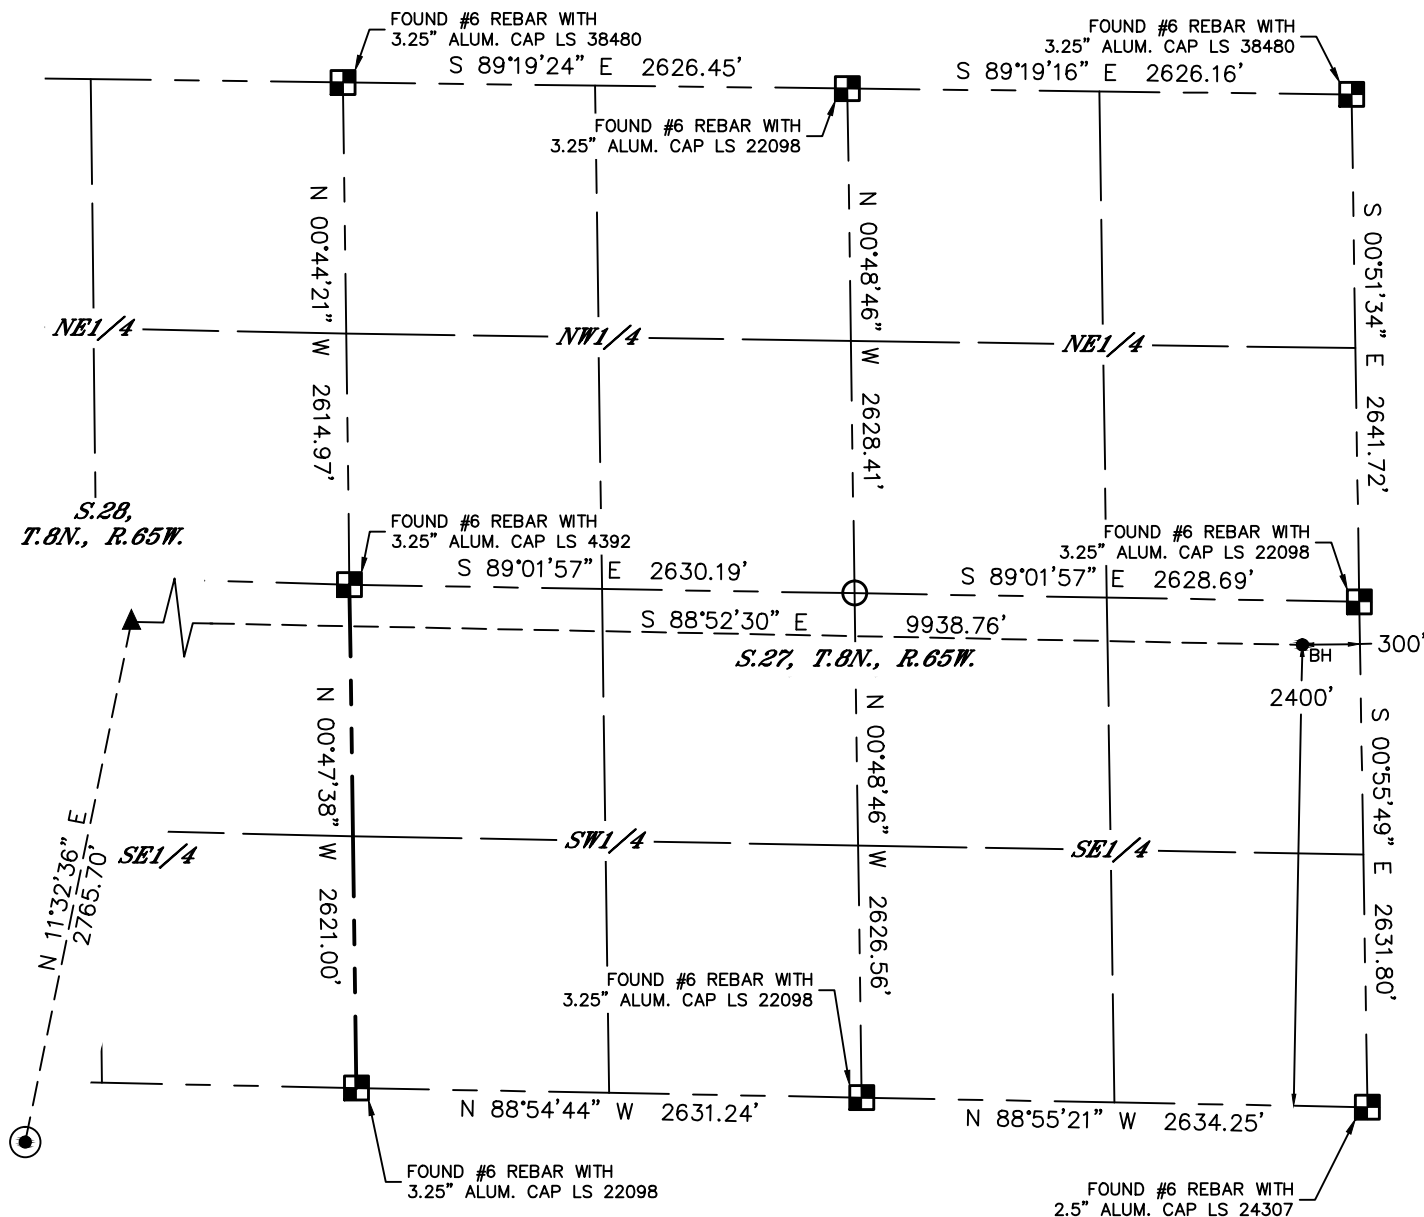 FOUND #6 REBAR WITH
3.25" ALUM. CAP LS 38480
FOUND #6 REBAR WITH
3.25" ALUM. CAP LS 38480
S 89°19'24" E 2626.45'
S 89°19'16" E 2626.16'
FOUND #6 REBAR WITH
3.25" ALUM. CAP LS 22098
N 00°44'21" W 2614.97'
N 00°48'46" W 2628.41'
S 00°51'34" E 2641.72'
NE1/4
NW1/4
NE1/4
S.28,
T.8N., R.65W.
FOUND #6 REBAR WITH
3.25" ALUM. CAP LS 4392
FOUND #6 REBAR WITH
3.25" ALUM. CAP LS 22098
S 89°01'57" E 2630.19'
S 89°01'57" E 2628.69'
S 88°52'30" E 9938.76'
S.27, T.8N., R.65W.
BH
300'
2400'
N 00°47'38" W 2621.00'
N 00°48'46" W 2626.56'
S 00°55'49" E 2631.80'
N 11°32'36" E
2765.70'
SE1/4
SW1/4
SE1/4
FOUND #6 REBAR WITH
3.25" ALUM. CAP LS 22098
N 88°54'44" W 2631.24'
N 88°55'21" W 2634.25'
FOUND #6 REBAR WITH
3.25" ALUM. CAP LS 22098
FOUND #6 REBAR WITH
2.5" ALUM. CAP LS 24307